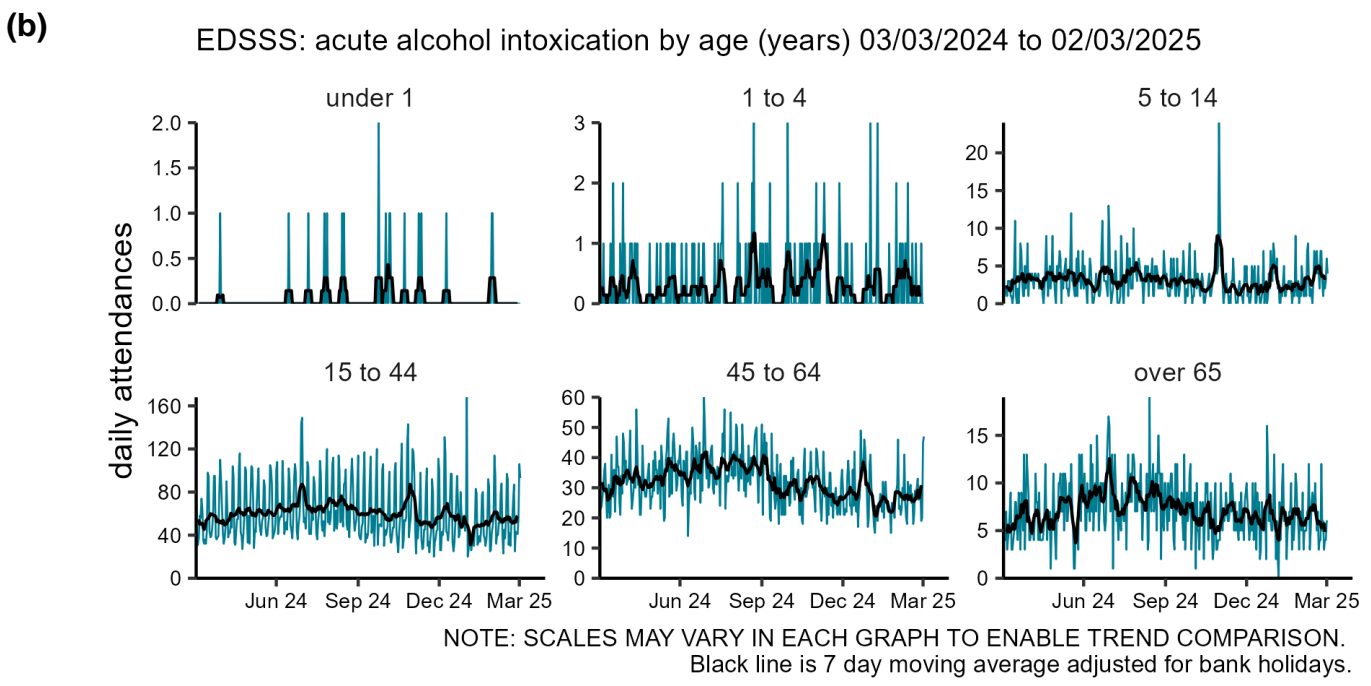 (b)
EDSSS: acute alcohol intoxication by age (years) 03/03/2024 to 02/03/2025
daily attendances
under 1
2.0
1.5
1.0
0.5
0.0
1 to 4
3
2
1
0
5 to 14
20
15
10
5
0
15 to 44
160
120
80
40
0
Jun 24 Sep 24 Dec 24 Mar 25
45 to 64
60
50
40
30
20
10
0
Jun 24 Sep 24 Dec 24 Mar 25
over 65
15
10
5
0
Jun 24 Sep 24 Dec 24 Mar 25
NOTE: SCALES MAY VARY IN EACH GRAPH TO ENABLE TREND COMPARISON.
Black line is 7 day moving average adjusted for bank holidays.